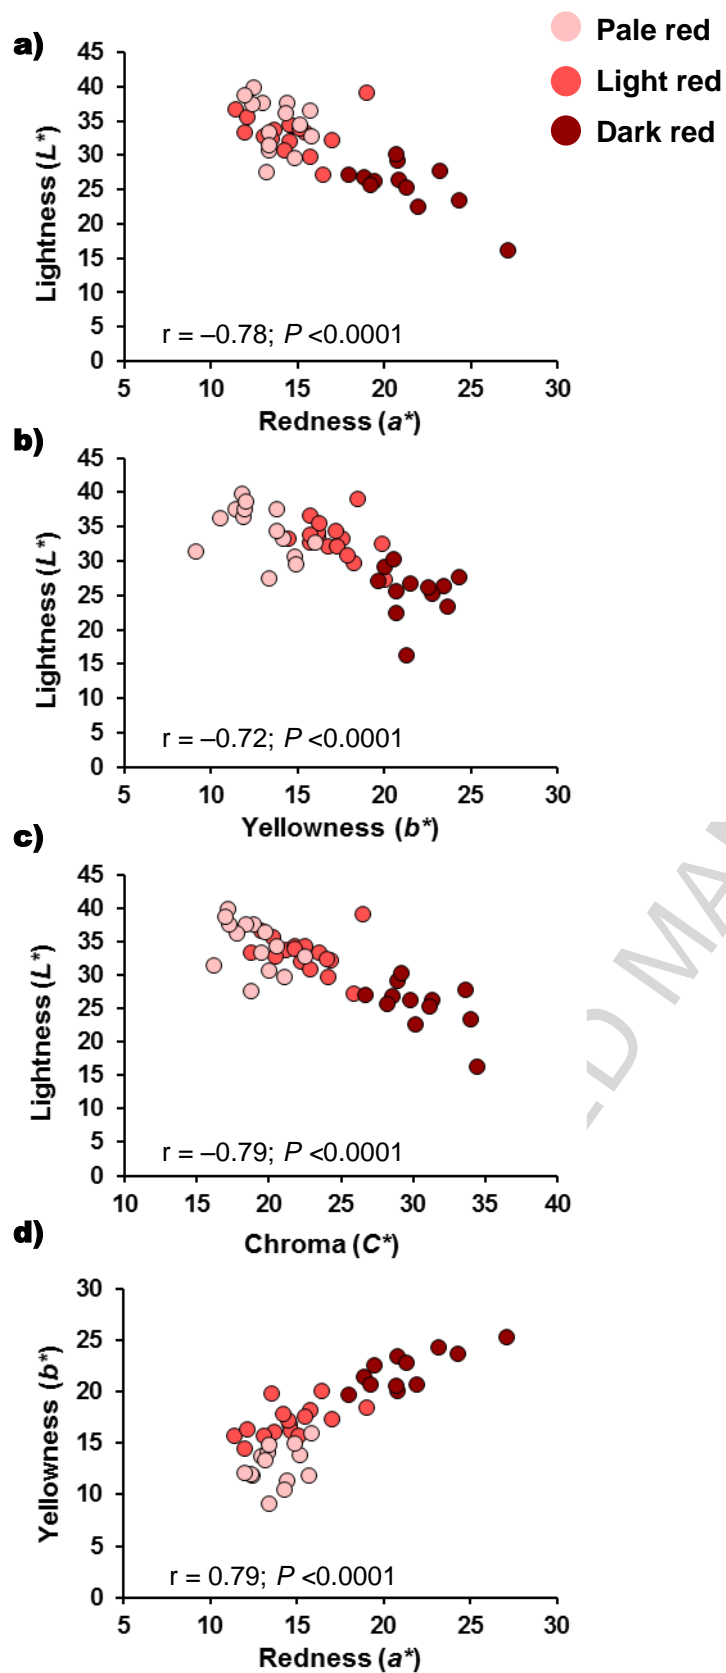 Pale red
Light red
Dark red
a)
45
40
35
30
25
20
15
10
5
0
Lightness (L*)
r = –0.78; P <0.0001
5 10 15 20 25 30
Redness (a*)
b)
45
40
35
30
25
20
15
10
5
0
Lightness (L*)
r = –0.72; P <0.0001
5 10 15 20 25 30
Yellowness (b*)
c)
45
40
35
30
25
20
15
10
5
0
Lightness (L*)
r = –0.79; P <0.0001
10 15 20 25 30 35 40
Chroma (C*)
d)
30
25
20
15
10
5
0
Yellowness (b*)
r = 0.79; P <0.0001
5 10 15 20 25 30
Redness (a*)